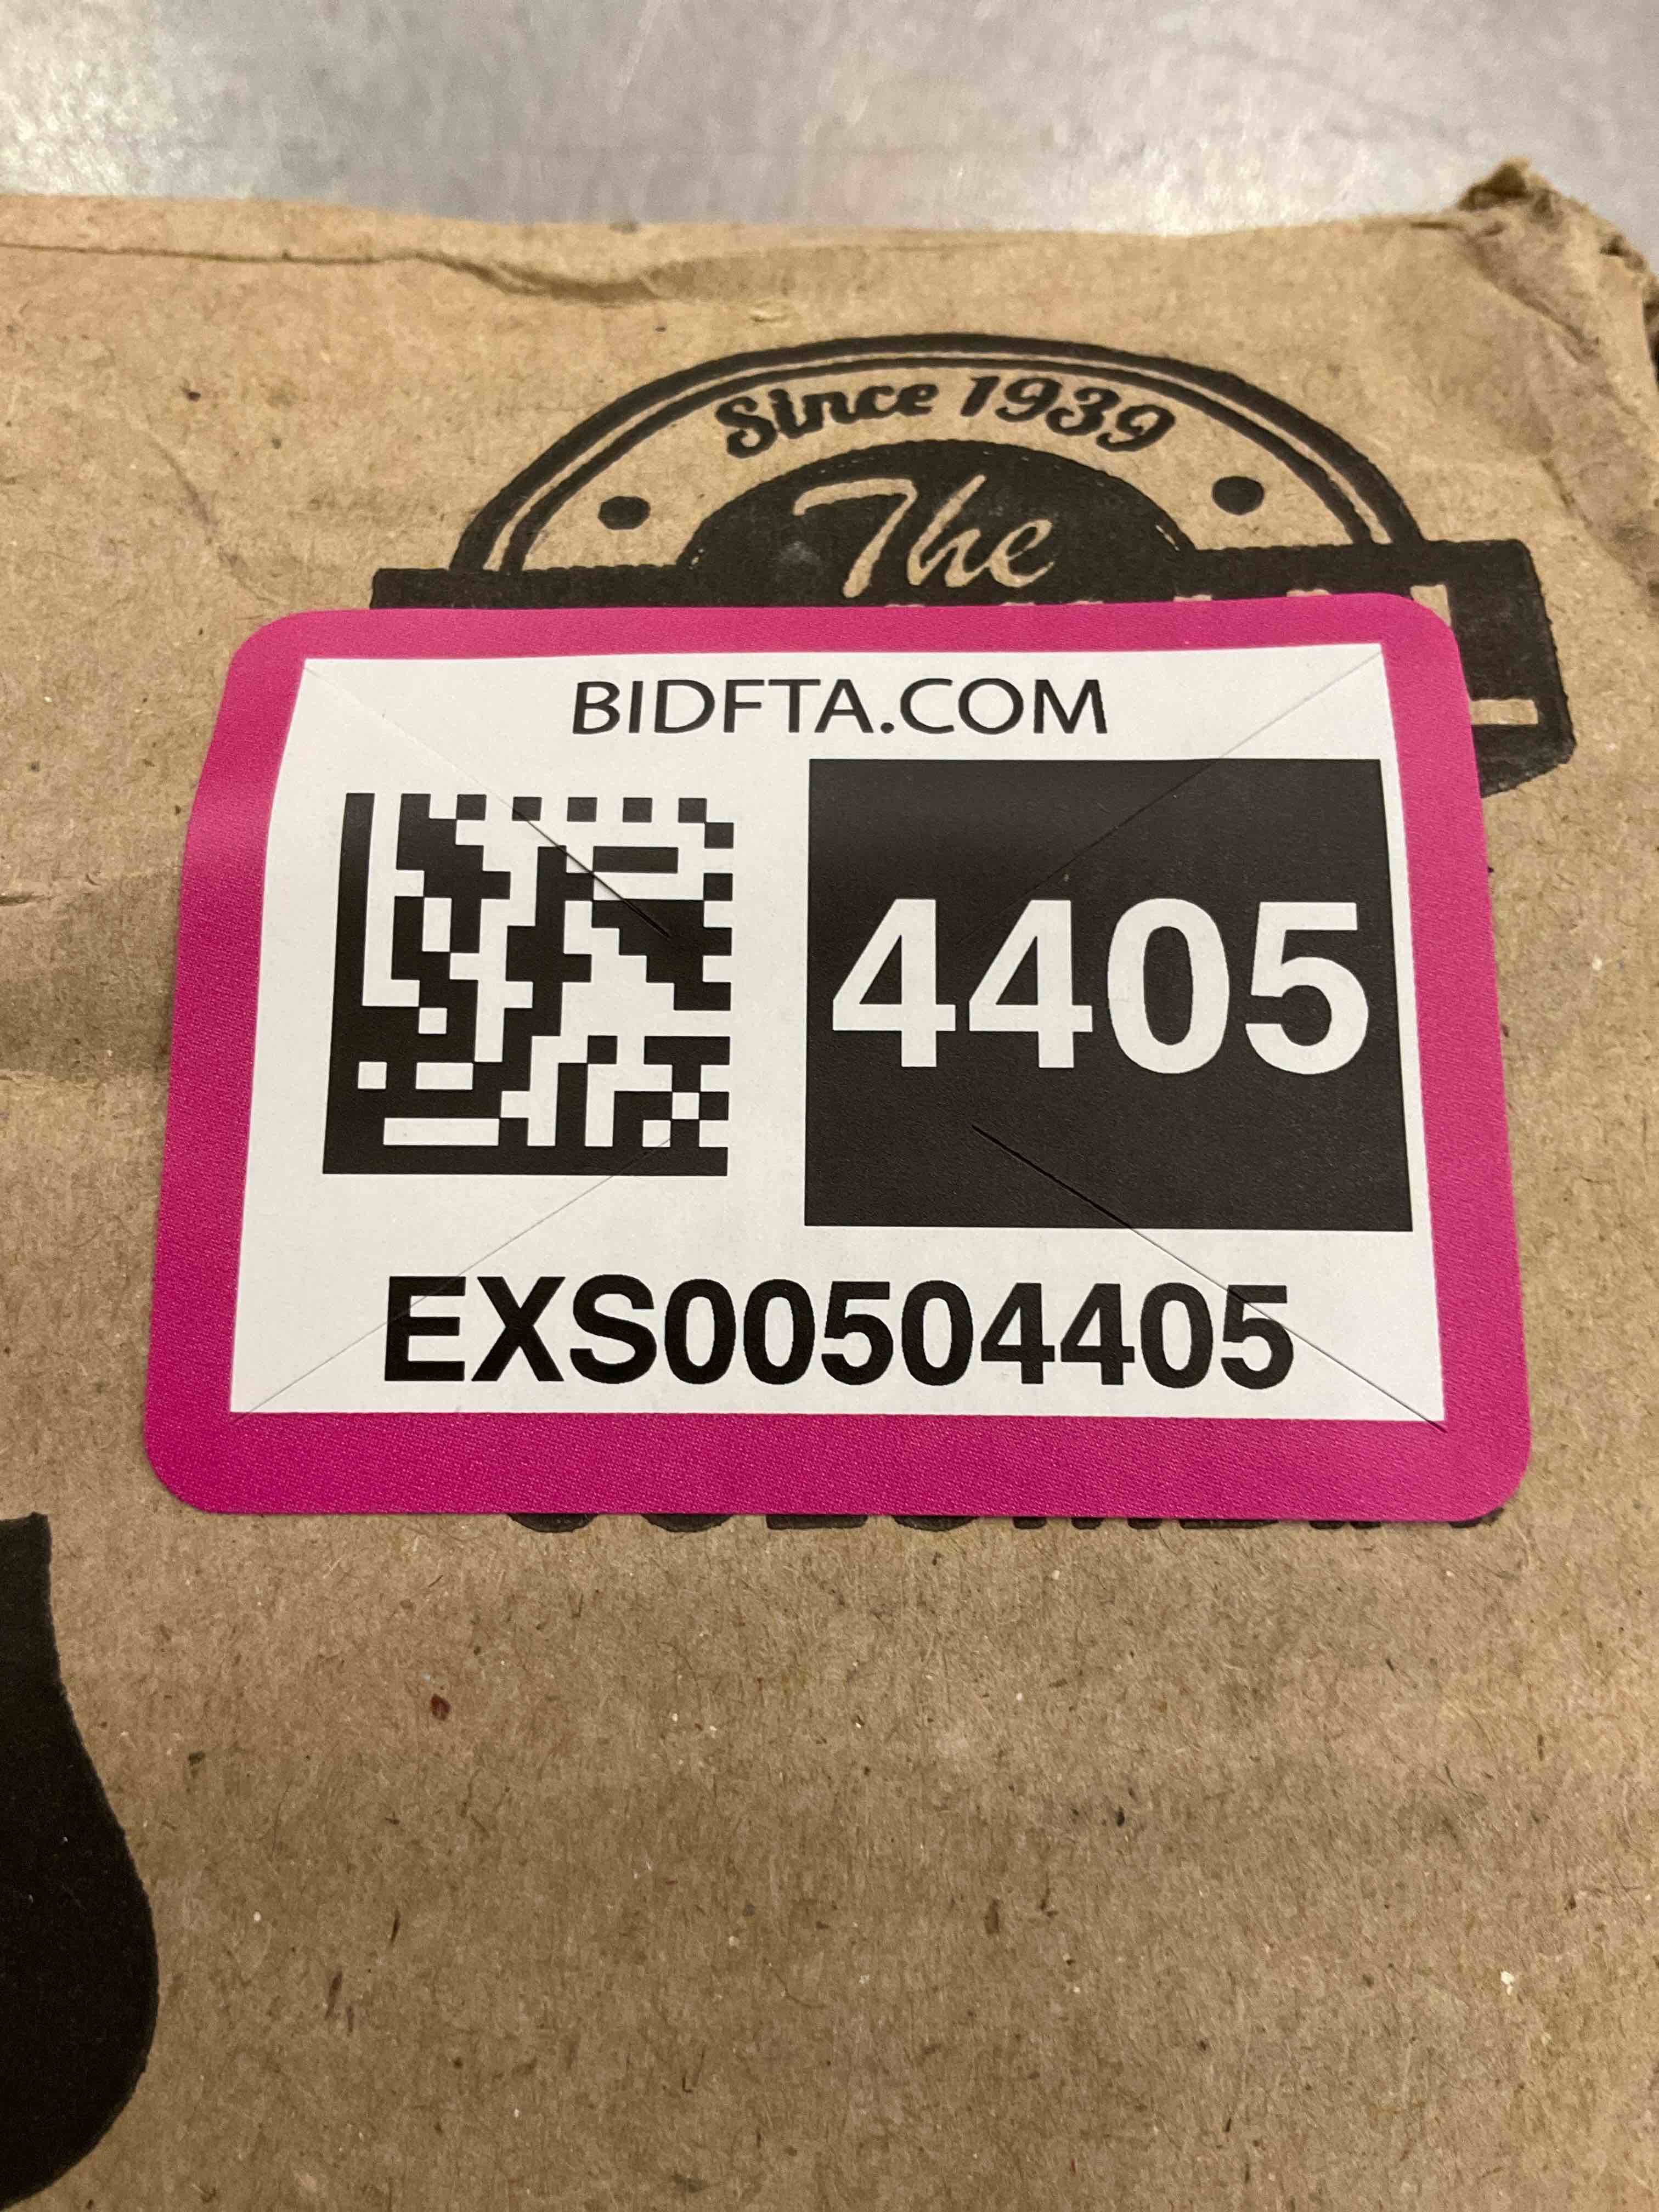 Since 1939
The
BIDFTA.COM
4405
EXS00504405